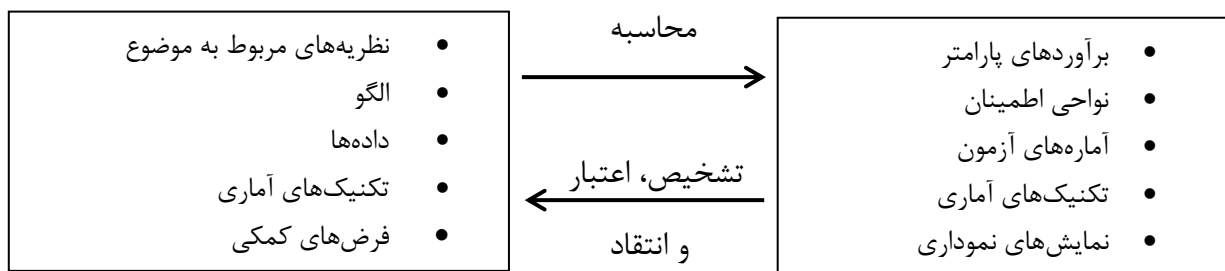 نظریه‌های مربوط به موضوع
الگو
داده‌ها
تکنیک‌های آماری
فرض‌های کمکی
محاسبه
تشخیص، اعتبار
و انتقاد
برآوردهای پارامتر
نواحی اطمینان
آماره‌های آزمون
تکنیک‌های آماری
نمایش‌های نموداری